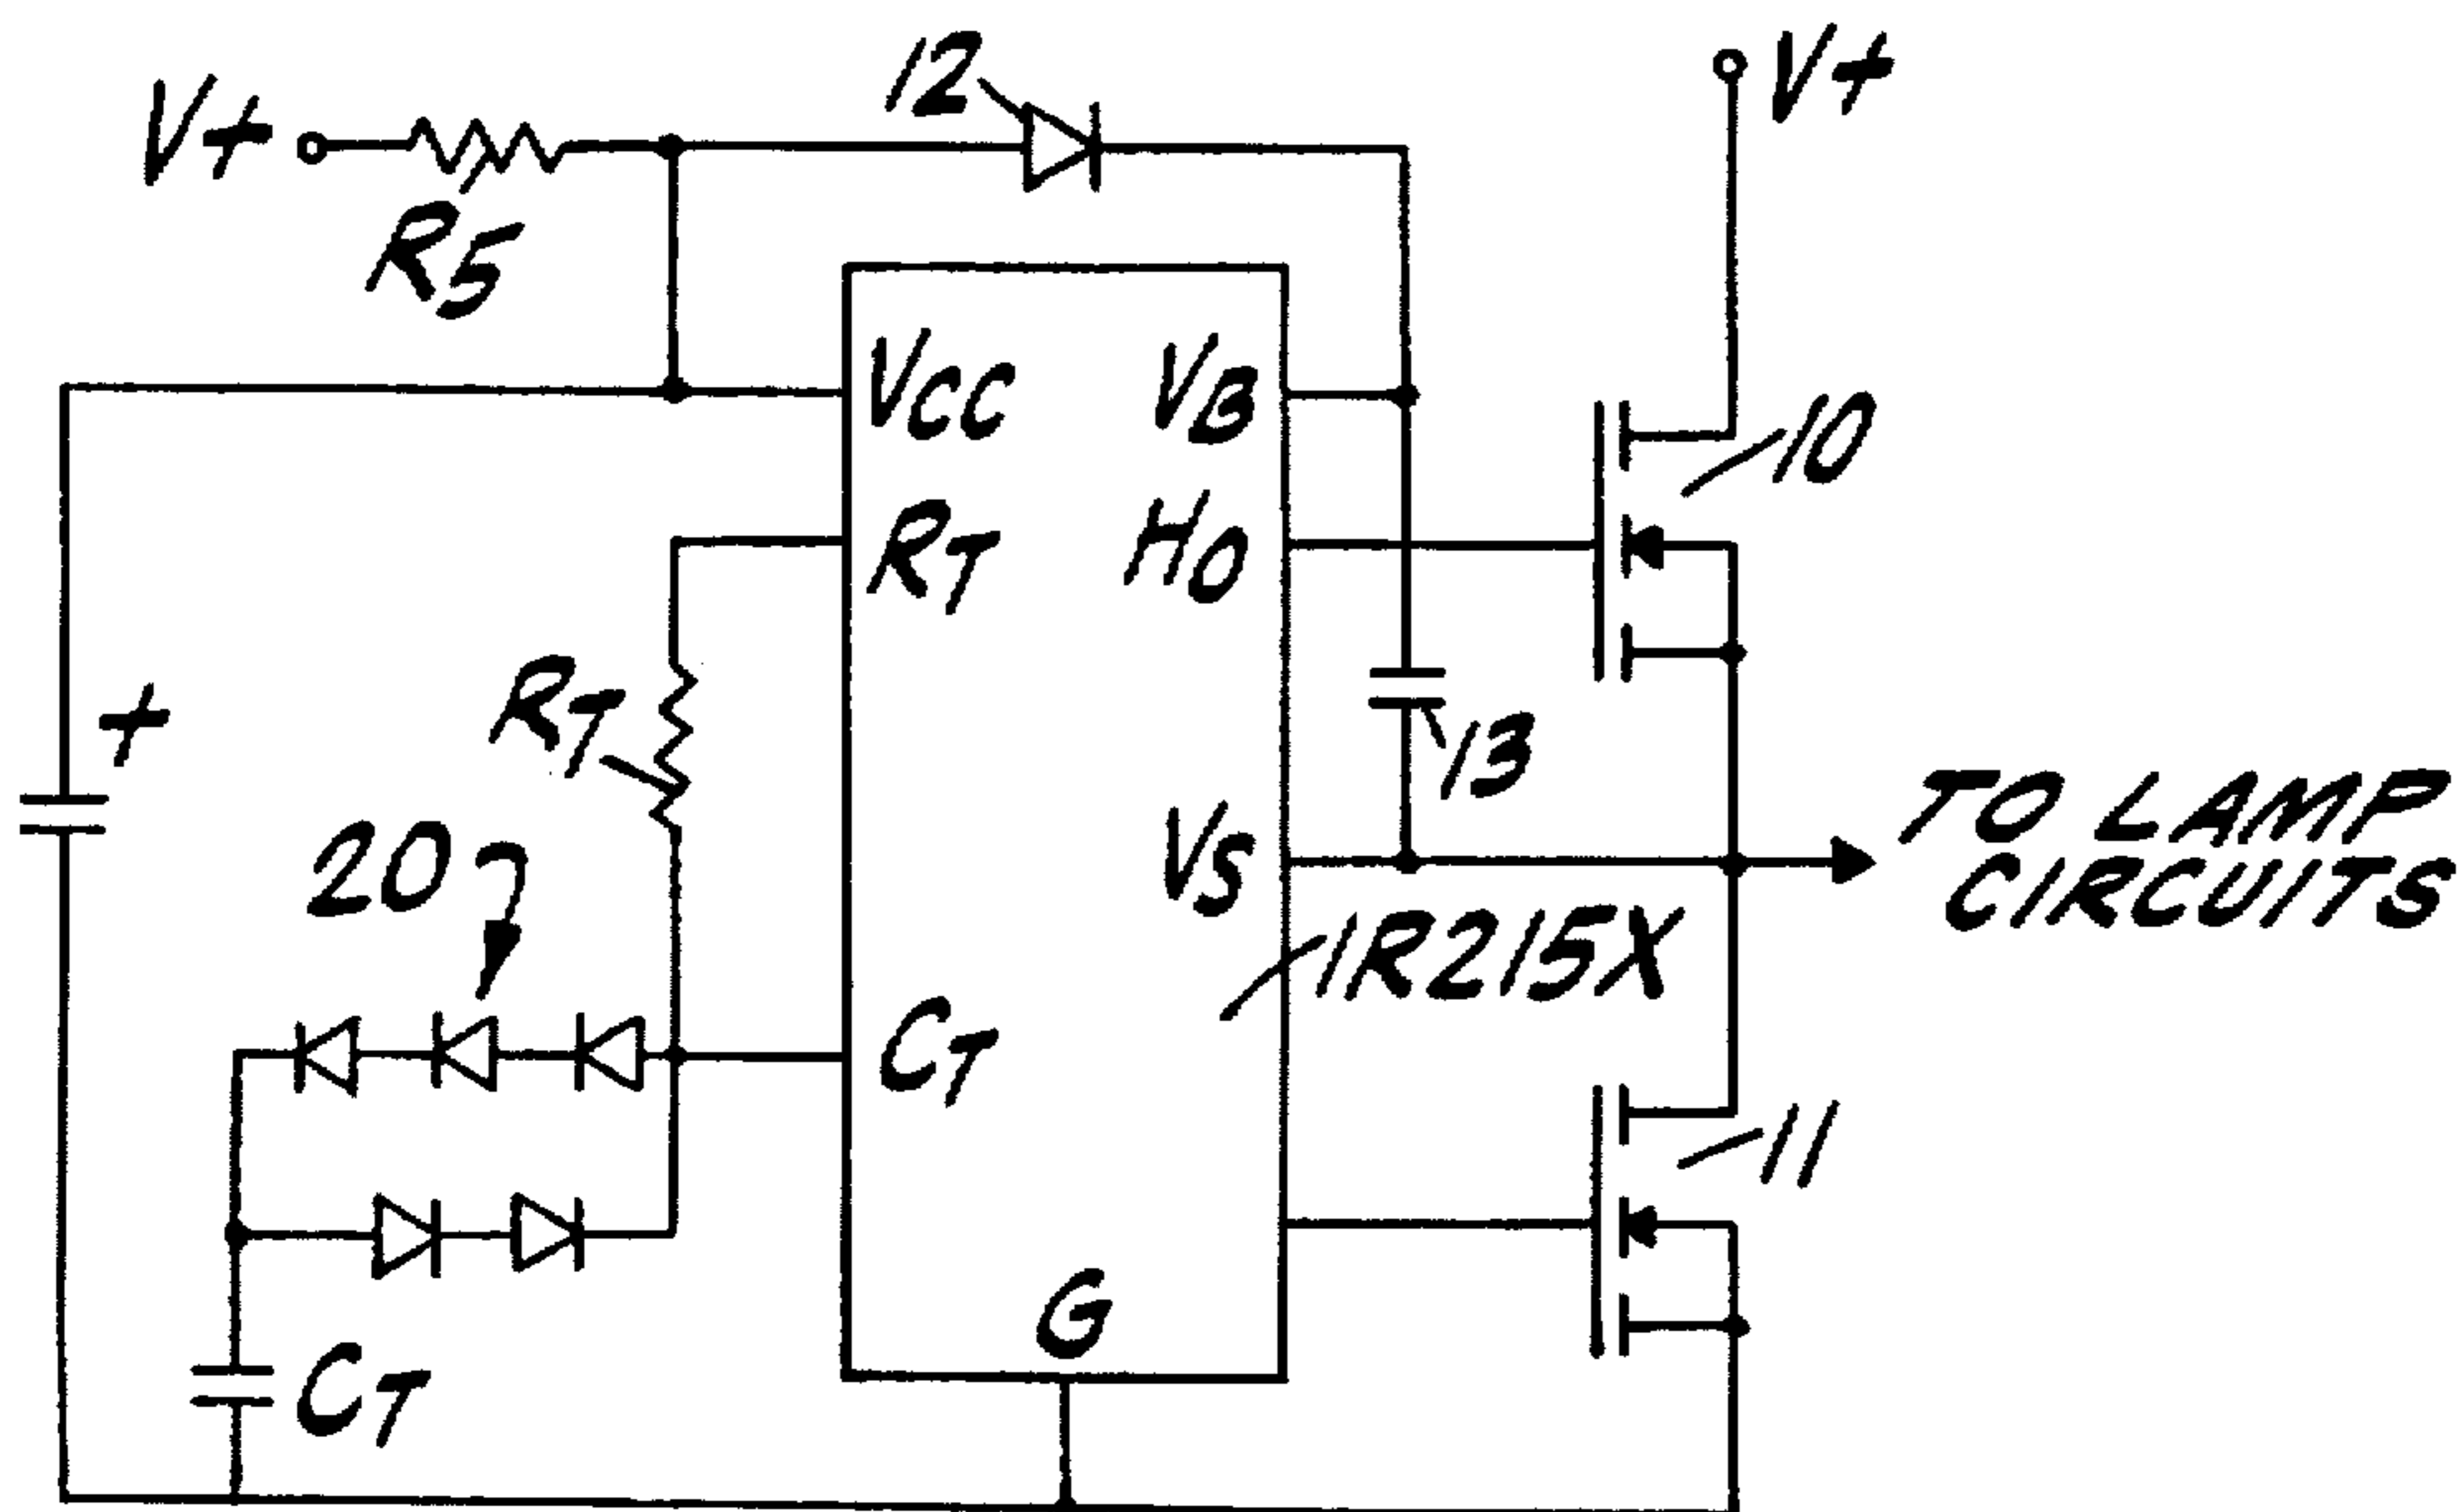 12
V+
V+
R5
VCC
VB
10
RT
HO
RT
13
20
VS
TO LAMP
CIRCUITS
IR215X
CT
11
G
CT
+